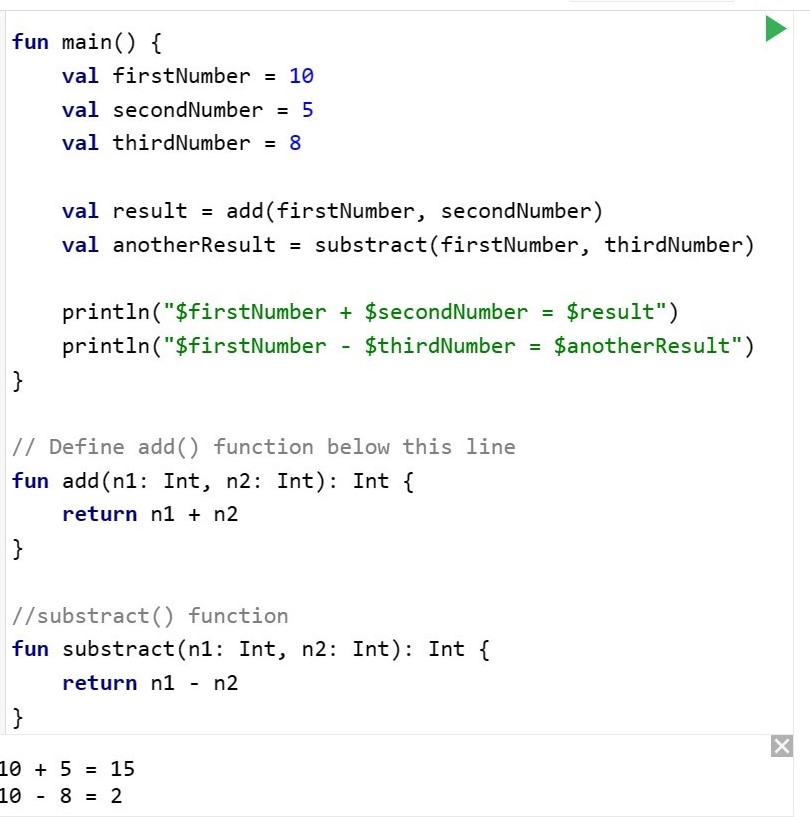 fun main() {
    val firstNumber = 10
    val secondNumber = 5
    val thirdNumber = 8

    val result = add(firstNumber, secondNumber)
    val anotherResult = substract(firstNumber, thirdNumber)

    println("$firstNumber + $secondNumber = $result")
    println("$firstNumber - $thirdNumber = $anotherResult")
}

// Define add() function below this line
fun add(n1: Int, n2: Int): Int {
    return n1 + n2
}

//substract() function
fun substract(n1: Int, n2: Int): Int {
    return n1 - n2
}
10 + 5 = 15
10 - 8 = 2